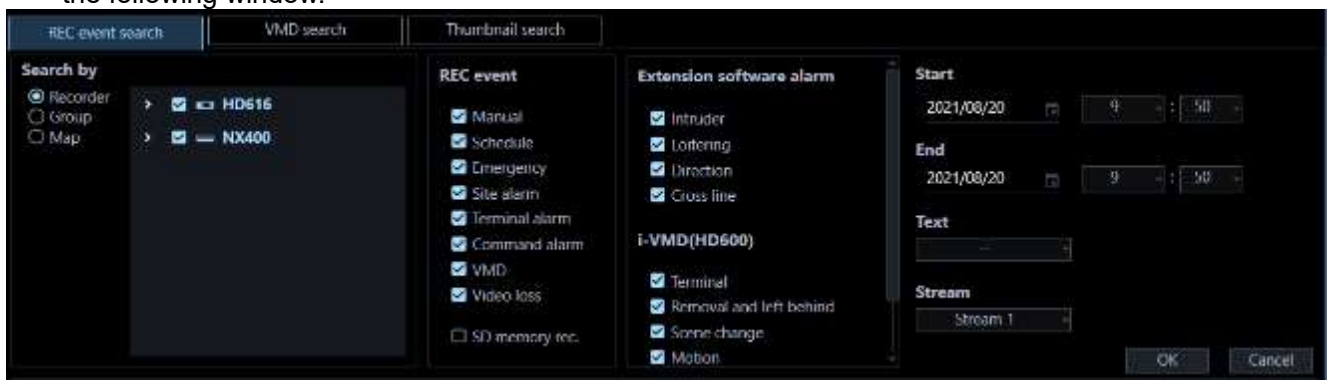 the following window.
REC event search
VMD search
Thumbnail search
Search by
Recorder
Group
Map
HD616
NX400
REC event
Manual
Schedule
Emergency
Site alarm
Terminal alarm
Command alarm
VMD
Video loss
SD memory rec.
Extension software alarm
Intruder
Loitering
Direction
Cross line
i-VMD(HD600)
Terminal
Removal and left behind
Scene change
Motion
Start
2021/08/20 9 : 50
End
2021/08/20 9 : 50
Text
--
Stream
Stream 1
OK Cancel